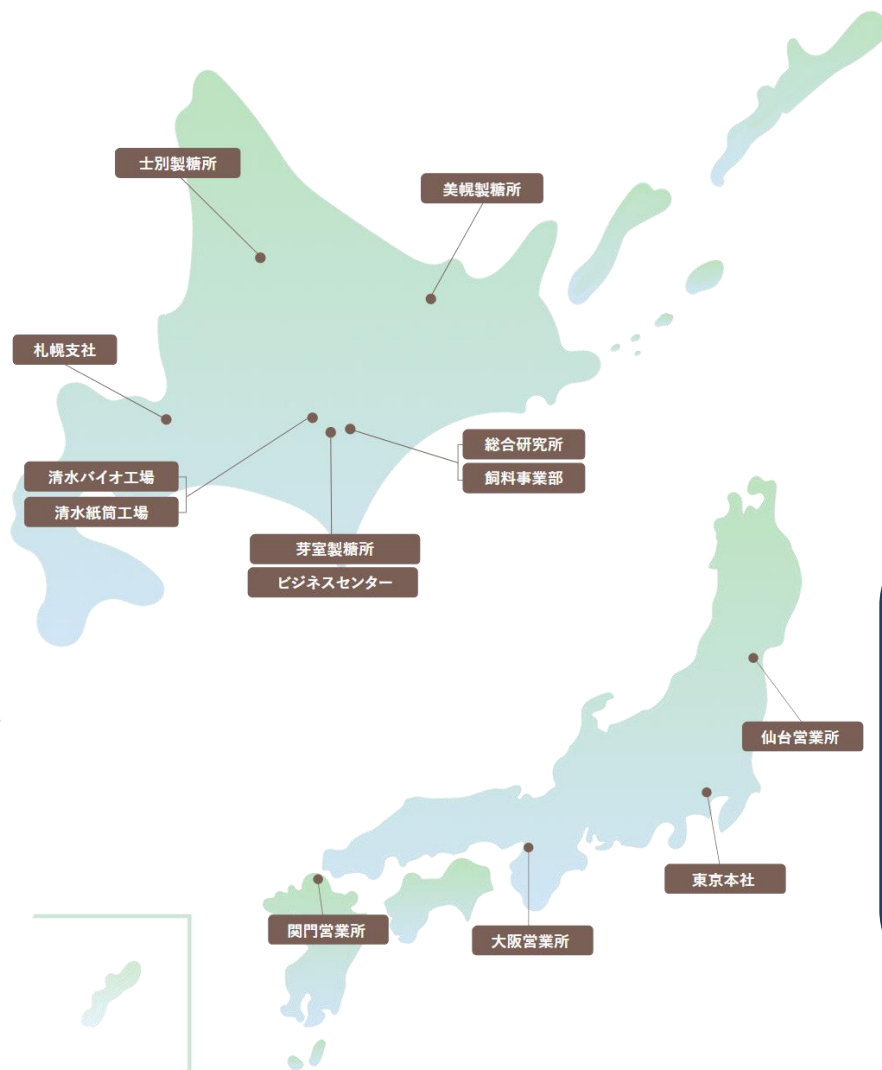 士別製糖所
美幌製糖所
札幌支社
総合研究所
飼料事業部
清水バイオ工場
清水紙筒工場
芽室製糖所
ビジネスセンター
仙台営業所
東京本社
関門営業所
大阪営業所